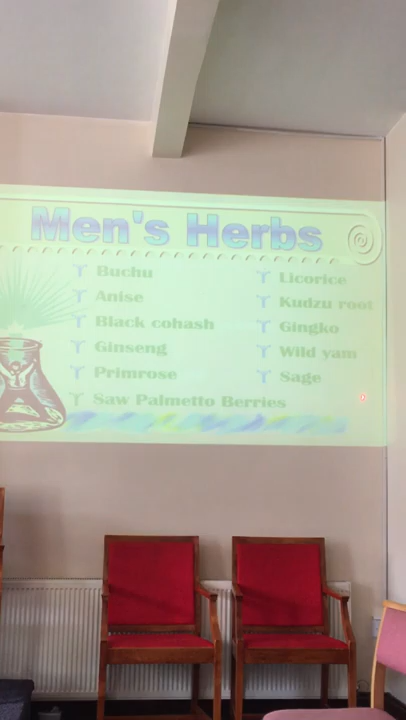 Men's Herbs
Buchu
Anise
Black cohash
Ginseng
Primrose
Saw Palmetto Berries
Licorice
Kudzu root
Gingko
Wild yam
Sage